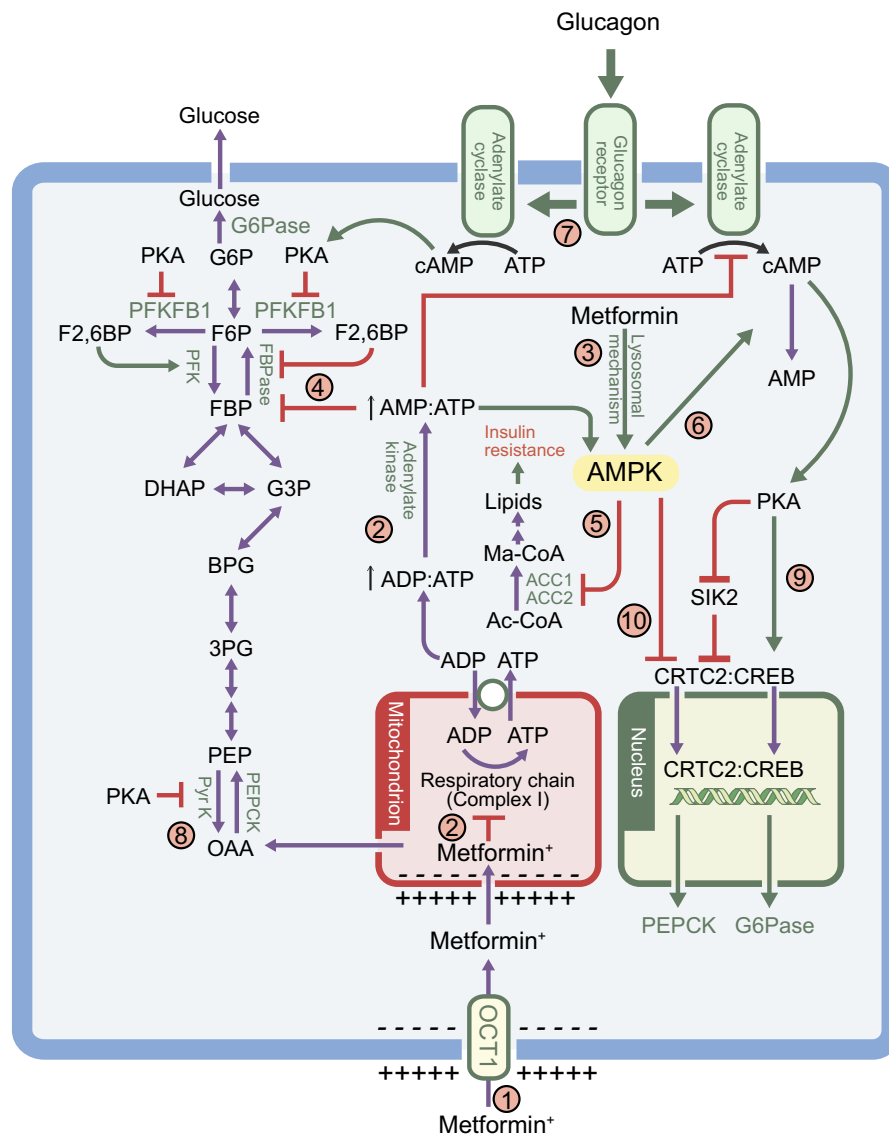 Glucagon
Glucose
Adenylate
cyclase
Glucagon
receptor
Adenylate
cyclase
Glucose
G6Pase
7
PKA
G6P
PKA
cAMP
ATP
ATP
cAMP
PFKFB1
PFKFB1
F2,6BP
F6P
F2,6BP
Metformin
PFK
FBPase
3
Lysosomal
mechanism
AMP
4
FBP
↑AMP:ATP
6
Insulin
resistance
AMPK
Adenylate
kinase
DHAP
G3P
Lipids
PKA
2
5
Ma-CoA
BPG
↑ADP:ATP
ACC1
ACC2
9
SIK2
Ac-CoA
10
3PG
ADP
ATP
CRTC2:CREB
Mitochondrion
ADP
ATP
Nucleus
PEP
CRTC2:CREB
Respiratory chain
(Complex I)
PKA
Pyr K
PEPCK
8
2
OAA
Metformin+
- - - - - - - - - -
+++++ +++++
PEPCK
G6Pase
Metformin+
OCT1
- - - - - - - - - -
+++++ +++++
1
Metformin+